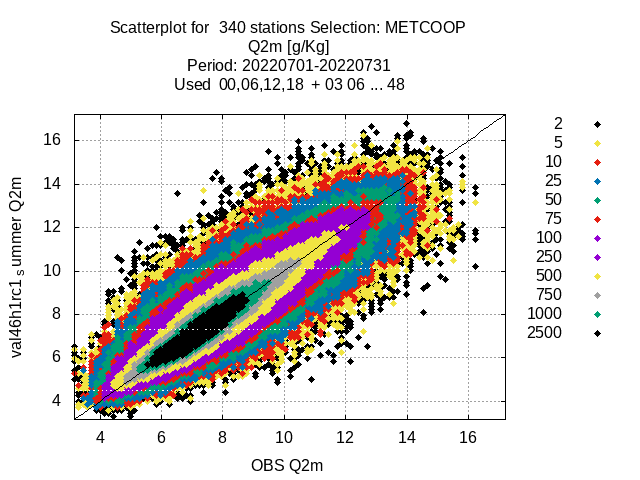 Scatterplot for  340 stations Selection: METCOOP
Q2m [g/Kg]
Period: 20220701-20220731
Used  00,06,12,18  + 03 06 ... 48
val46h1rc1 s ummer Q2m
16
14
12
10
8
6
4
4 6 8 10 12 14 16
OBS Q2m
2
5
10
25
50
75
100
250
500
750
1000
2500